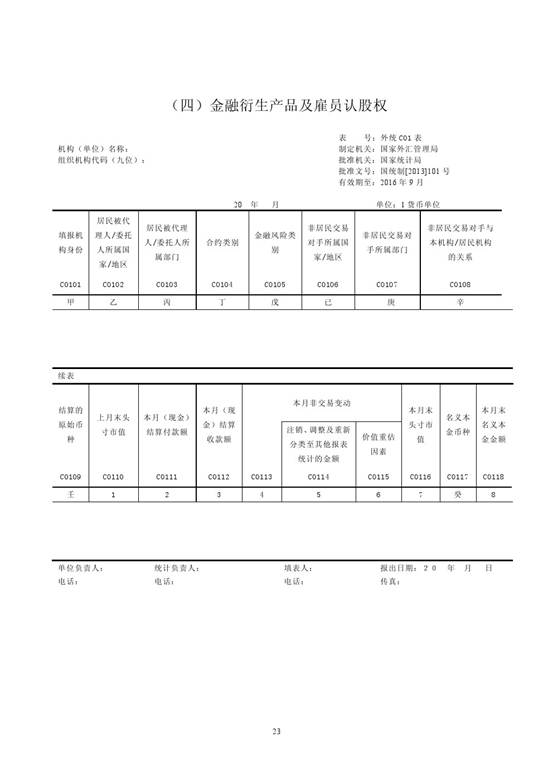 （四）金融衍生产品及雇员认股权
表　　号：外统 C01 表
机构（单位）名称：　制定机关：国家外汇管理局
组织机构代码（九位）：　批准机关：国家统计局
批准文号：国统制[2013]101 号
有效期至：2016 年 9 月
20　年　月　单位：1 货币单位
填报机构身份　居民被代理人/委托人所属国家/地区　居民被代理人/委托人所属部门　合约类别　金融风险类别　非居民交易对手所属国家/地区　非居民交易对手所属部门　非居民交易对手与本机构/居民机构的关系
C0101　C0102　C0103　C0104　C0105　C0106　C0107　C0108
甲　乙　丙　丁　戊　己　庚　辛
续表
结算的原始币种　上月末头寸市值　本月（现金）结算付款额　本月（现金）结算收款额　本月非交易变动　本月末头寸市值　名义本金币种　本月末名义本金金额
注销、调整及重新分类至其他报表统计的金额　价值重估因素
C0109　C0110　C0111　C0112　C0113　C0114　C0115　C0116　C0117　C0118
壬　1　2　3　4　5　6　7　癸　8
单位负责人：　统计负责人：　填表人：　报出日期：２０　年　月　日
电话：　电话：　电话：　传真：
23